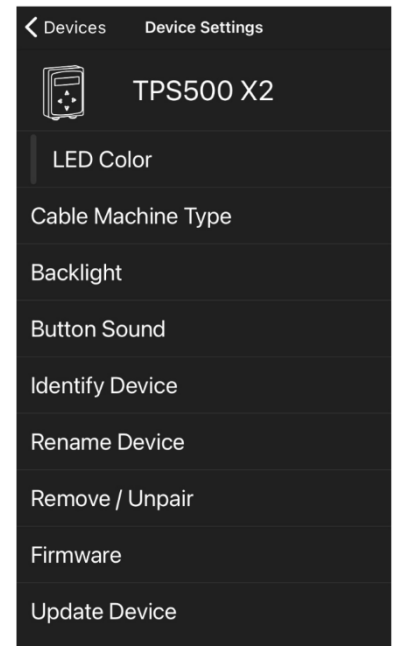 Devices Device Settings
TPS500 X2
LED Color
Cable Machine Type
Backlight
Button Sound
Identify Device
Rename Device
Remove / Unpair
Firmware
Update Device